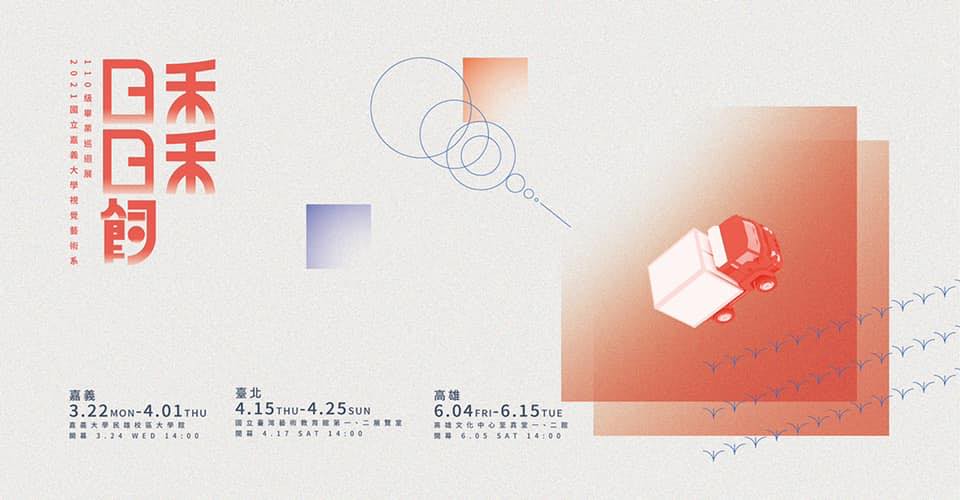 禾禾
日日飼
110級畢業巡迴展
2021國立嘉義大學視覺藝術系
嘉義
3.22MON-4.01THU
嘉義大學民雄校區大學館
開幕 3.24 WED 14:00
臺北
4.15THU-4.25SUN
國立臺灣藝術教育館第一、二展覽室
開幕 4.17 SAT 14:00
高雄
6.04FRI-6.15TUE
高雄文化中心至真堂一、二館
開幕 6.05 SAT 14:00